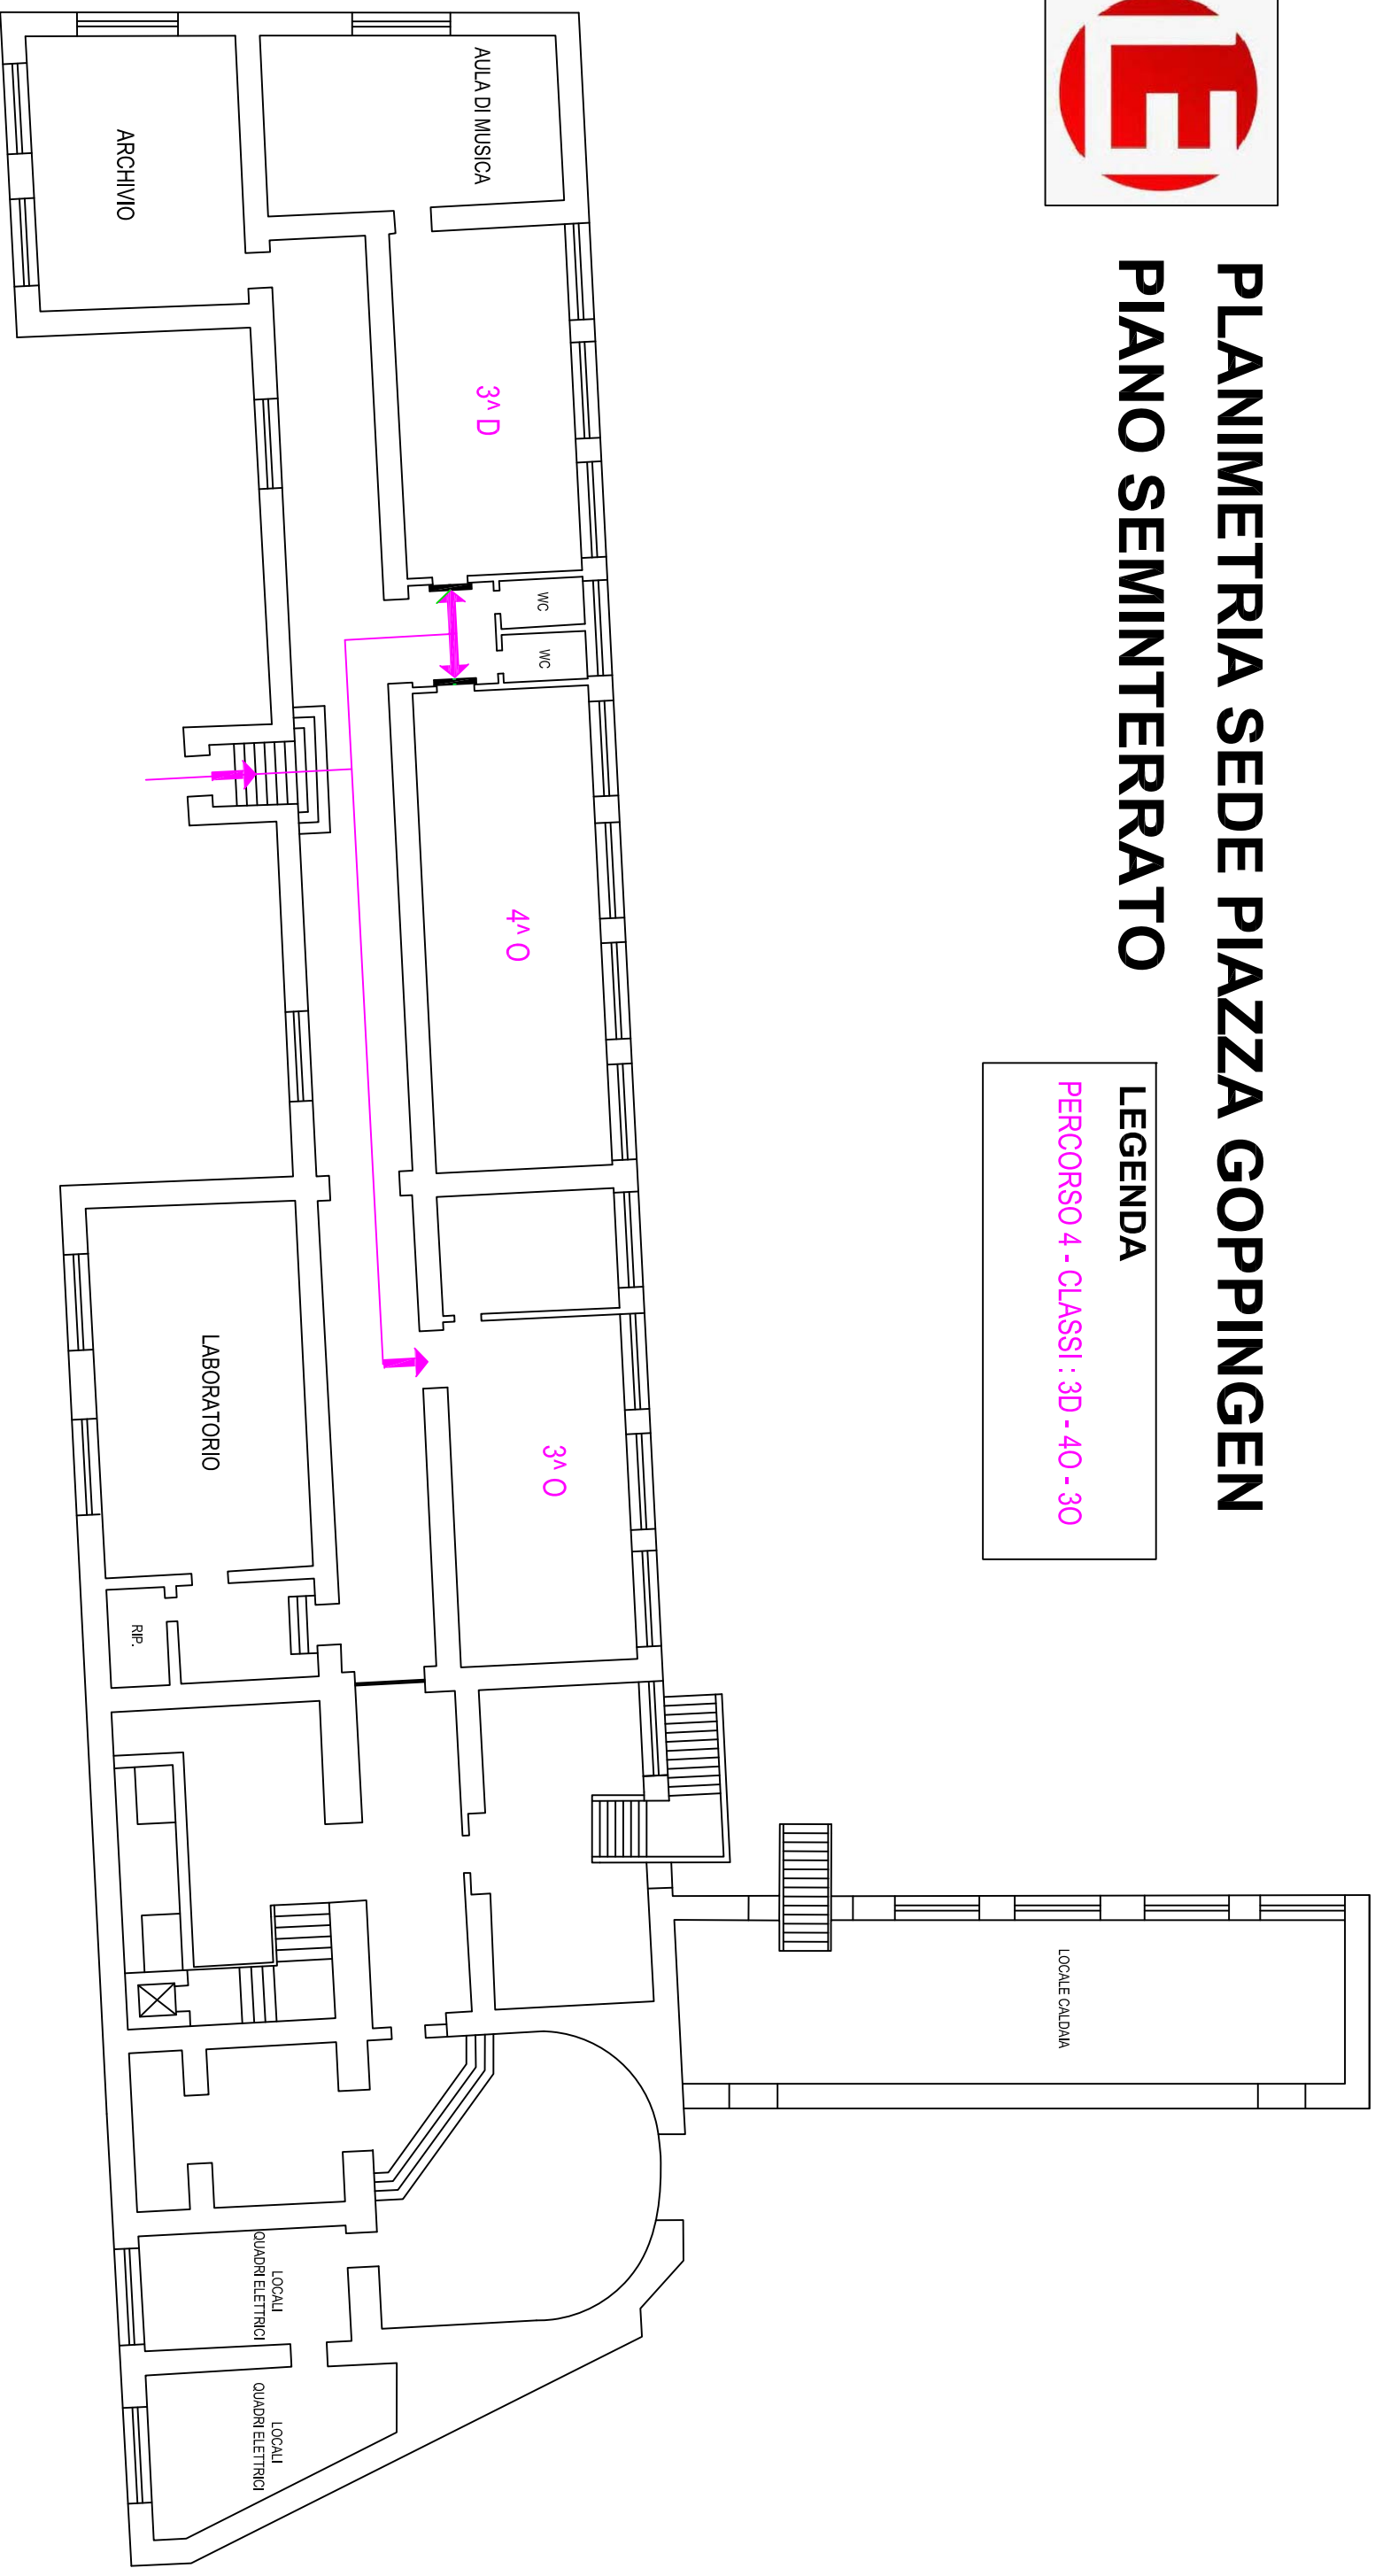 E
PLANIMETRIA SEDE PIAZZA GOPPINGEN
PIANO SEMINTERRATO
LEGENDA
PERCORSO 4 - CLASSI : 3D - 4O - 3O
AULA DI MUSICA
ARCHIVIO
3^ D
WC
WC
4^ O
3^ O
LABORATORIO
RIP.
LOCALE CALDAIA
LOCALI
QUADRI ELETTRICI
LOCALI
QUADRI ELETTRICI